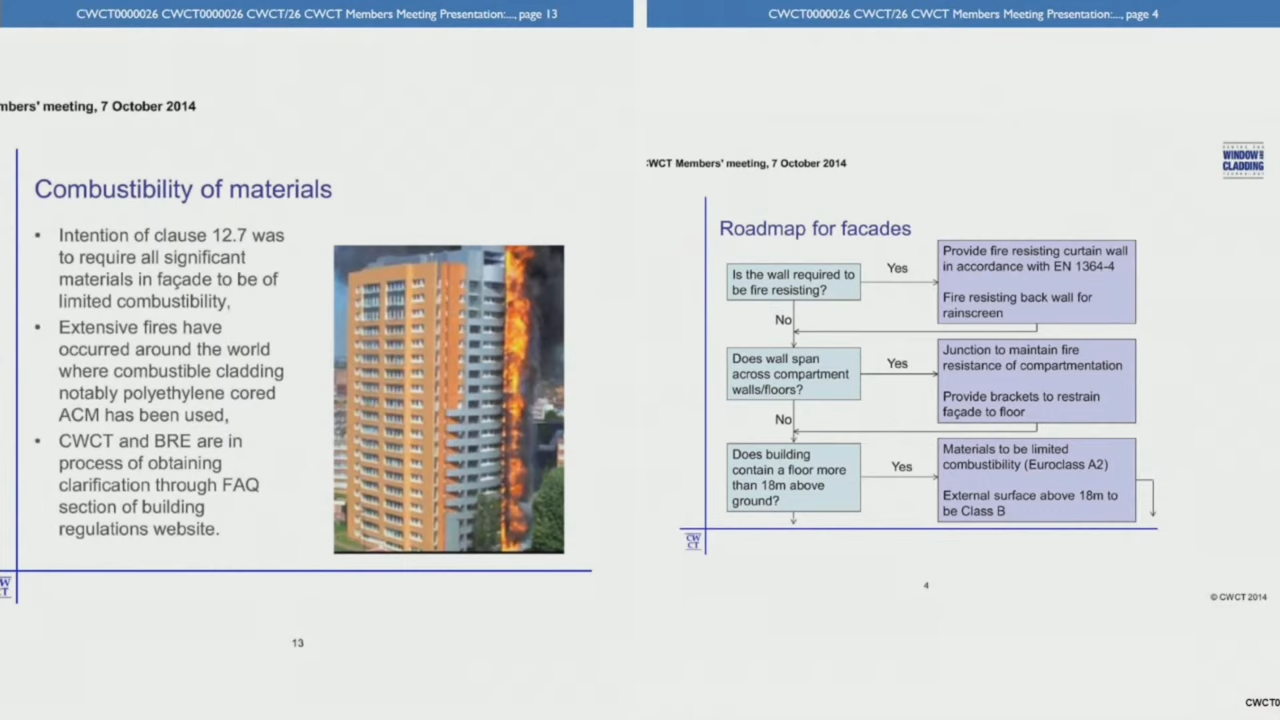 CWCT0000026 CWCT0000026 CWCT/26 CWCT Members Meeting Presentation:..., page 13
mbers' meeting, 7 October 2014
Combustibility of materials
• Intention of clause 12.7 was
to require all significant
materials in façade to be of
limited combustibility,
• Extensive fires have
occurred around the world
where combustible cladding
notably polyethylene cored
ACM has been used,
• CWCT and BRE are in
process of obtaining
clarification through FAQ
section of building
regulations website.
W
T
13
CWCT0000026 CWCT/26 CWCT Members Meeting Presentation:..., page 4
WCT Members' meeting, 7 October 2014
WINDOW
CLADDING
Roadmap for facades
Is the wall required to
be fire resisting?
Yes
Provide fire resisting curtain wall
in accordance with EN 1364-4
Fire resisting back wall for
rainscreen
No
Does wall span
across compartment
walls/floors?
Yes
Junction to maintain fire
resistance of compartmentation
Provide brackets to restrain
façade to floor
No
Does building
contain a floor more
than 18m above
ground?
Yes
Materials to be limited
combustibility (Euroclass A2)
External surface above 18m to
be Class B
CW
CT
4
© CWCT 2014
CWCT0